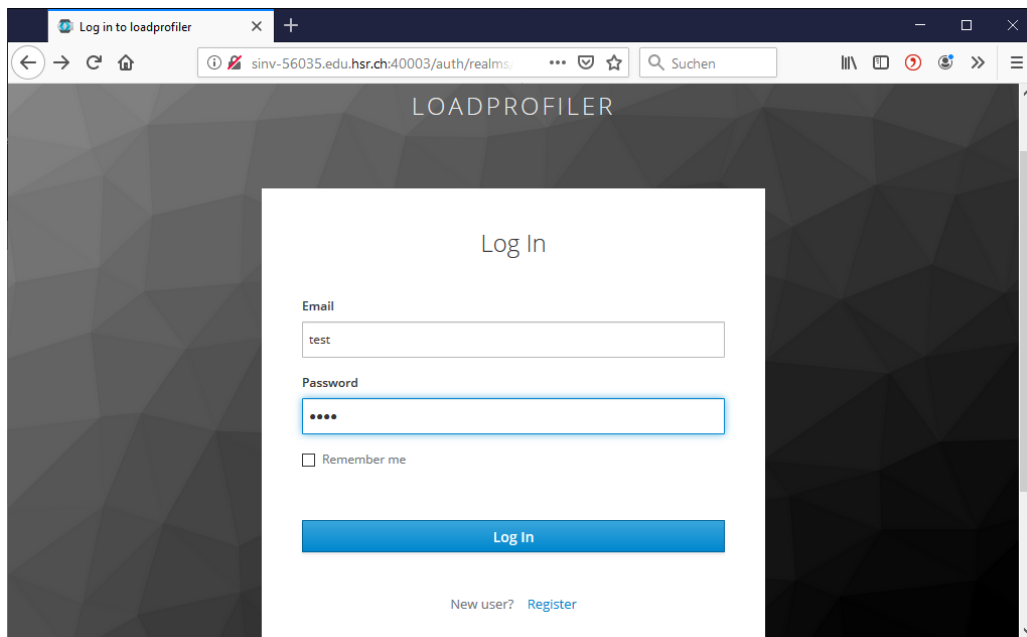 Log in to loadprofiler
sinv-56035.edu.hsr.ch:40003/auth/realms/
Suchen
LOADPROFILER
Log In
Email
test
Password
••••
Remember me
Log In
New user? Register